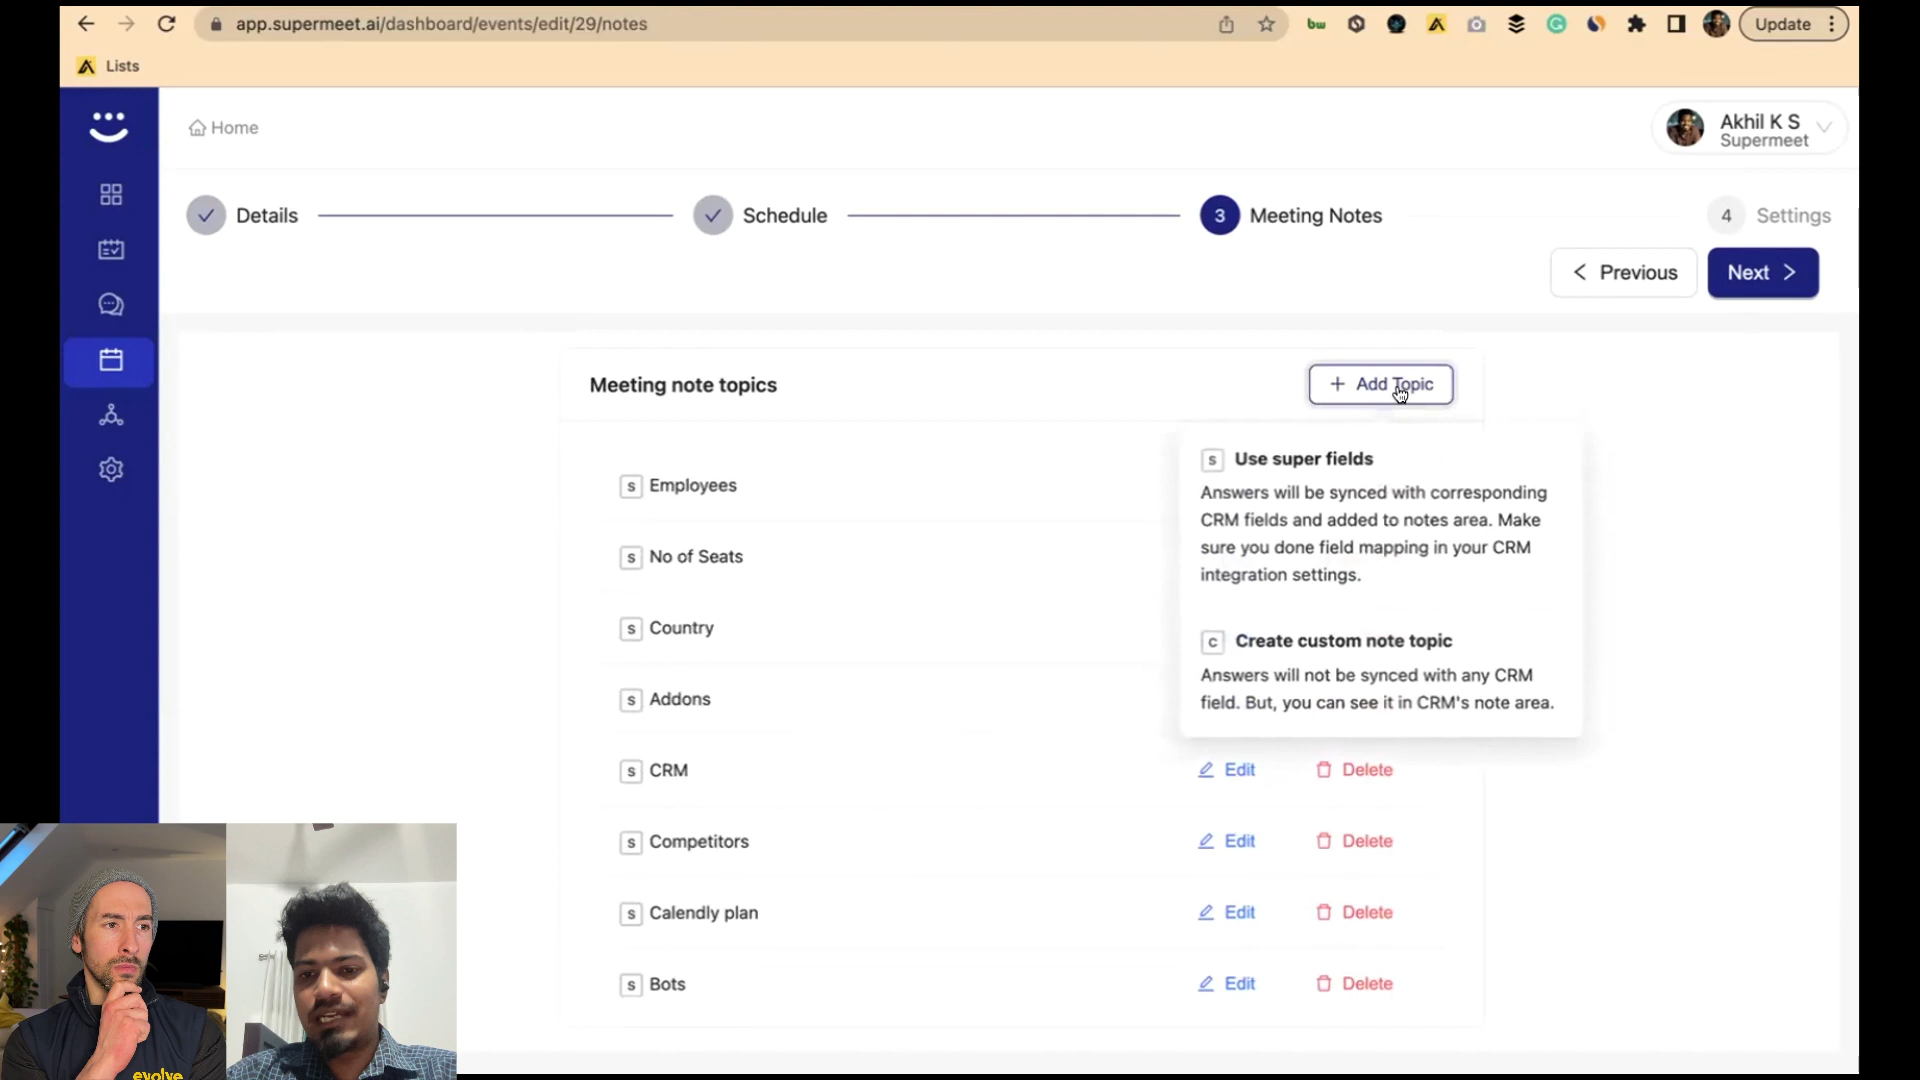 app.supermeet.ai/dashboard/events/edit/29/notes
bw
Update
Lists
Home
Akhil K S
Supermeet
Details
Schedule
3 Meeting Notes
4 Settings
< Previous
Next >
Meeting note topics
+ Add Topic
S Use super fields
Answers will be synced with corresponding
CRM fields and added to notes area. Make
sure you done field mapping in your CRM
integration settings.
C Create custom note topic
Answers will not be synced with any CRM
field. But, you can see it in CRM's note area.
S Employees
S No of Seats
S Country
S Addons
S CRM Edit Delete
S Competitors Edit Delete
S Calendly plan Edit Delete
S Bots Edit Delete
evolve